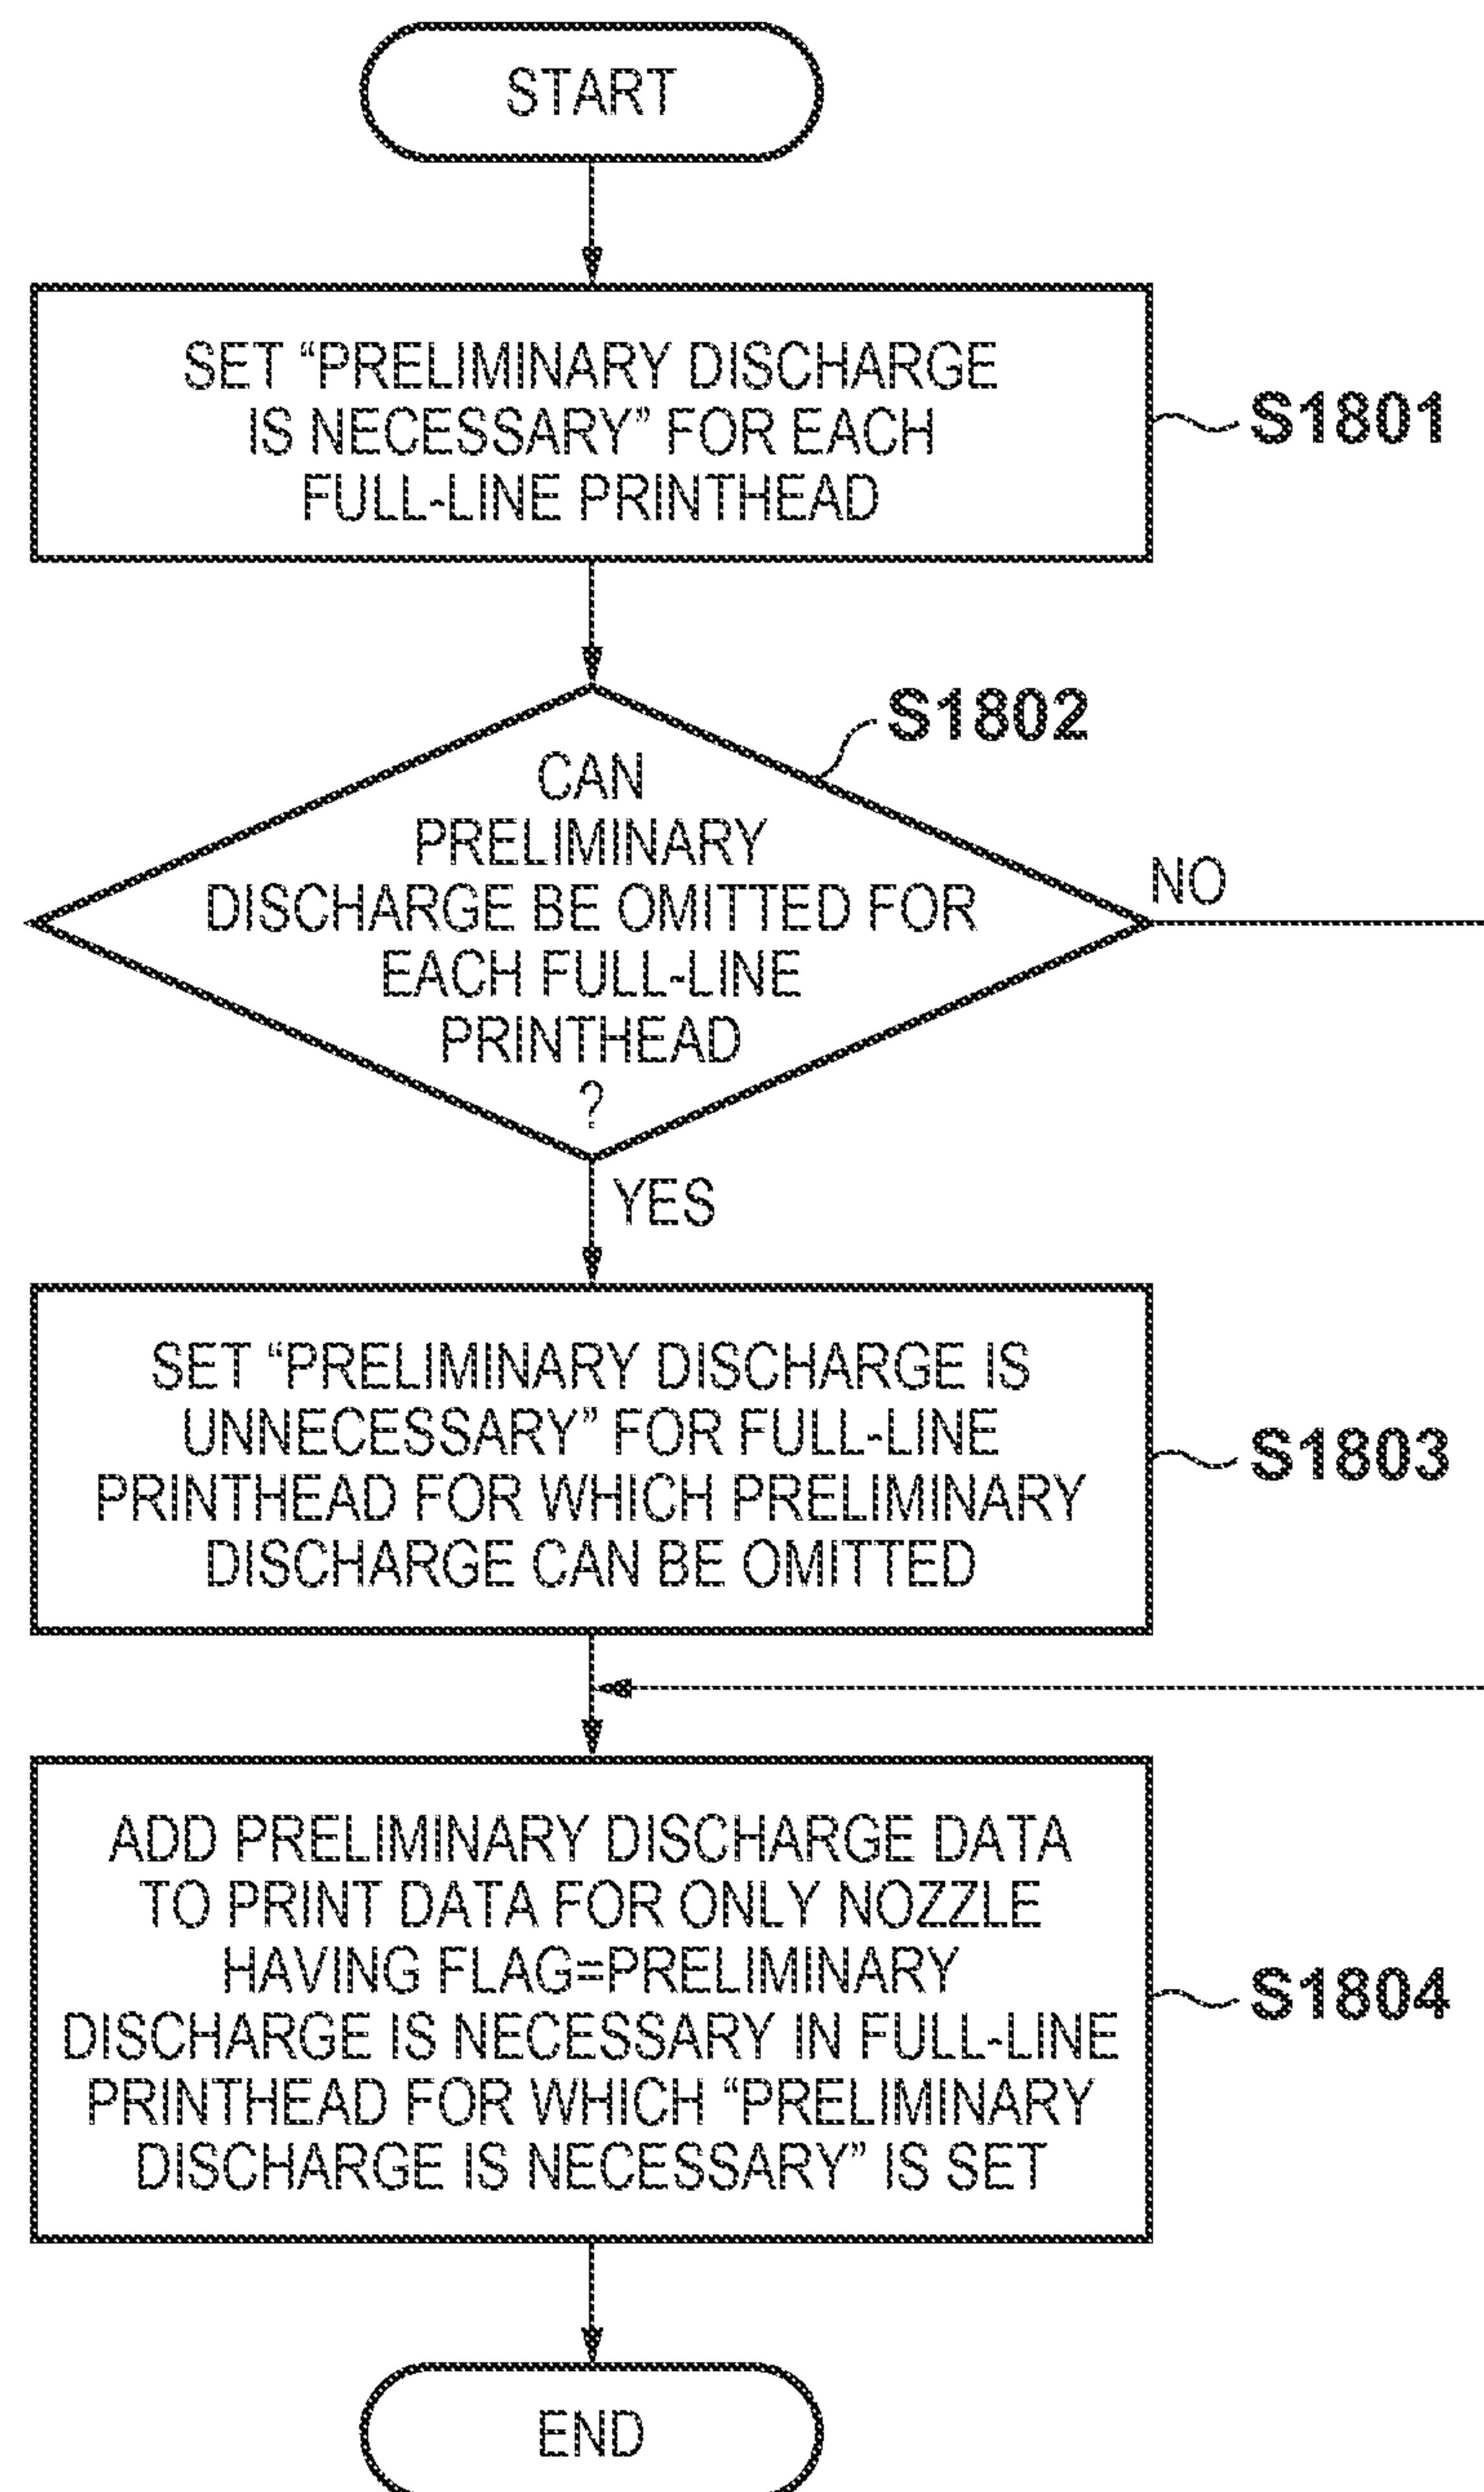 START
SET “PRELIMINARY DISCHARGE
IS NECESSARY” FOR EACH
FULL-LINE PRINTHEAD
S1801
S1802
CAN
PRELIMINARY
DISCHARGE BE OMITTED FOR
EACH FULL-LINE
PRINTHEAD
?
NO
YES
SET “PRELIMINARY DISCHARGE IS
UNNECESSARY” FOR FULL-LINE
PRINTHEAD FOR WHICH PRELIMINARY
DISCHARGE CAN BE OMITTED
S1803
ADD PRELIMINARY DISCHARGE DATA
TO PRINT DATA FOR ONLY NOZZLE
HAVING FLAG=PRELIMINARY
DISCHARGE IS NECESSARY IN FULL-LINE
PRINTHEAD FOR WHICH “PRELIMINARY
DISCHARGE IS NECESSARY” IS SET
S1804
END